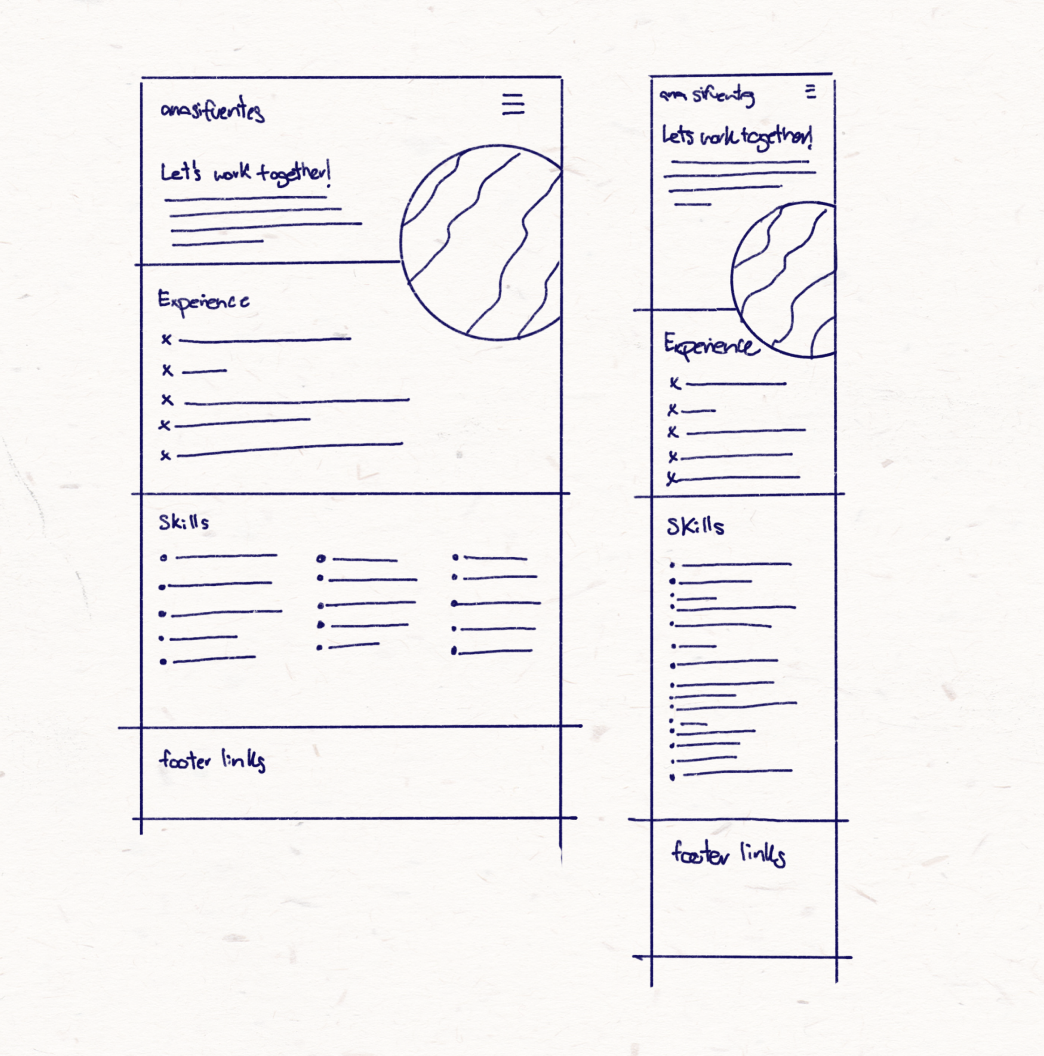 anasifuentes
Let's work together!
Experience
x
x
x
x
x
Skills
footer links
ana sifuentes
Lets work together!
Experience
x
x
x
x
x
Skills
footer links